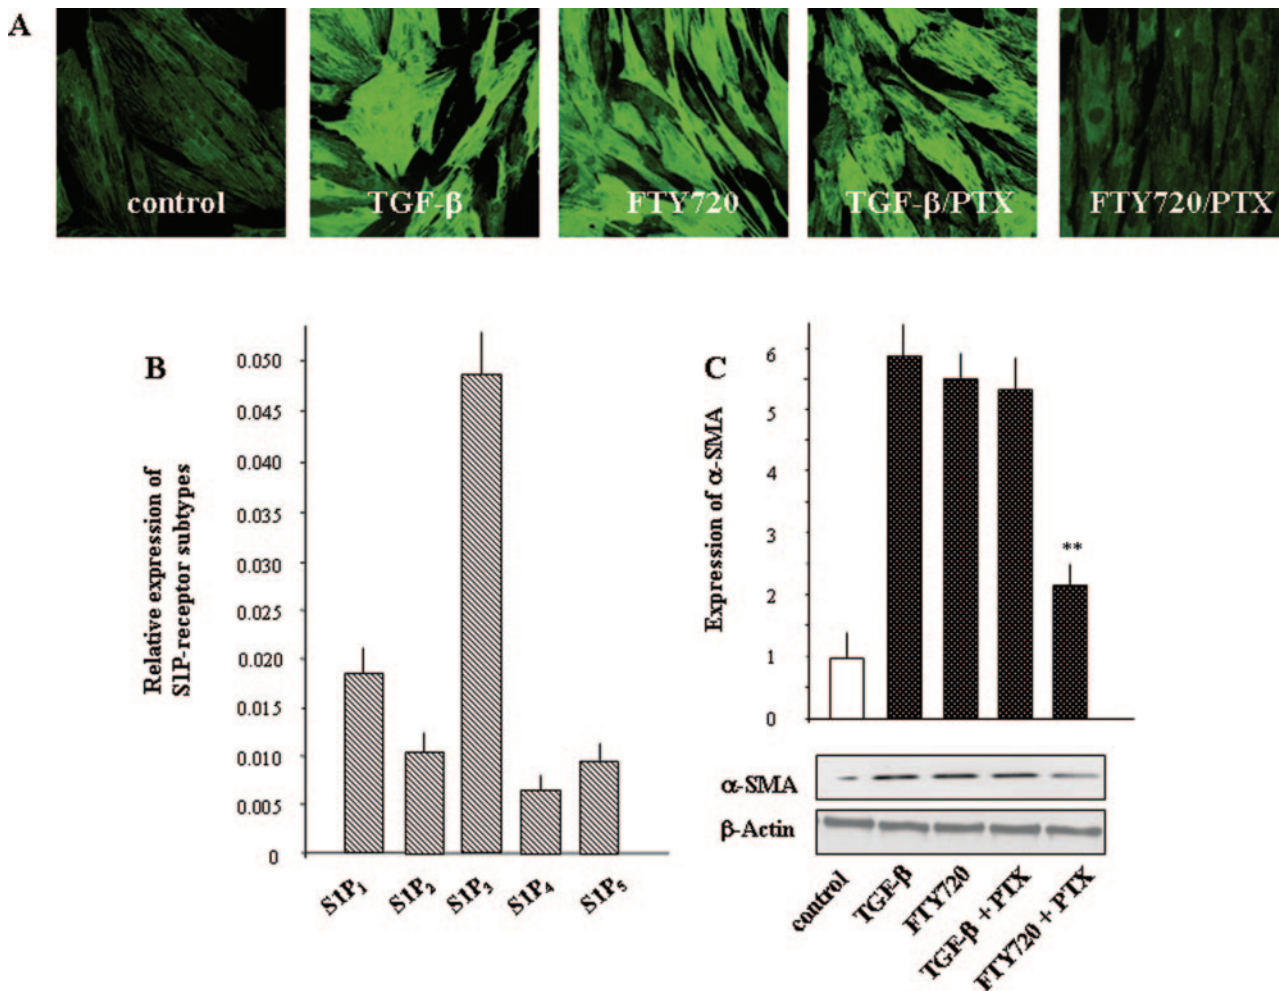 A
control
TGF-β
FTY720
TGF-β/PTX
FTY720/PTX
B
Relative expression of
S1P-receptor subtypes
0.050
0.045
0.040
0.035
0.030
0.025
0.020
0.015
0.010
0.005
0
S1P₁
S1P₂
S1P₃
S1P₄
S1P₅
C
Expression of α-SMA
6
5
4
3
2
1
0
**
α-SMA
β-Actin
control
TGF-β
FTY720
TGF-β + PTX
FTY720 + PTX